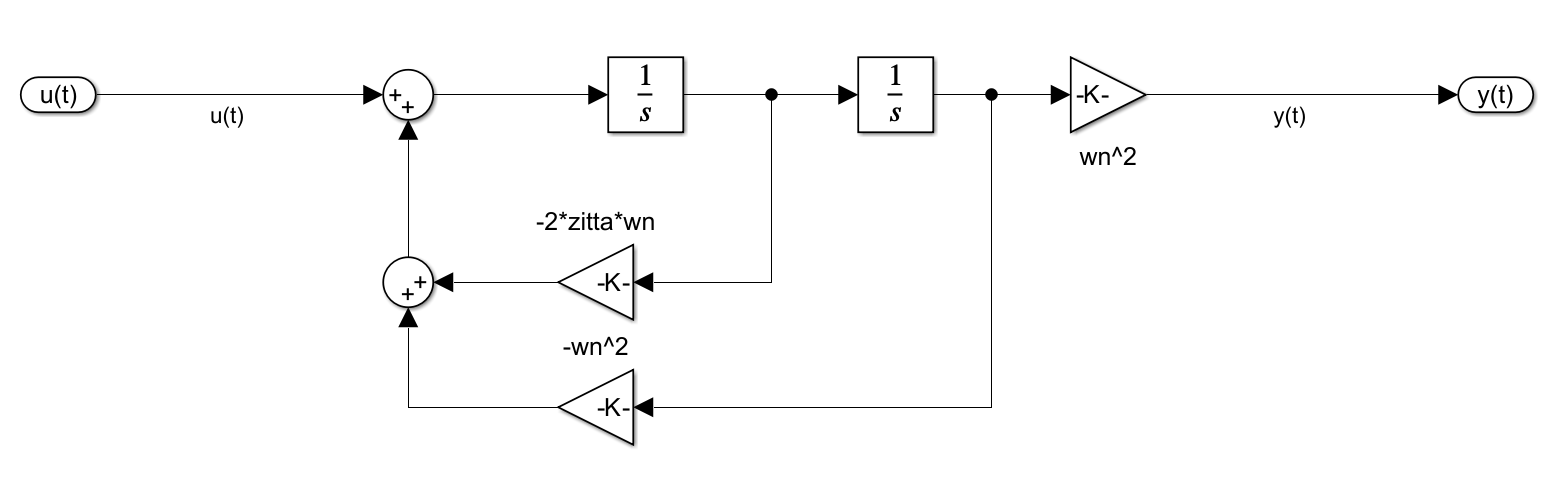 u(t)
u(t)
+
+
1
s
1
s
-K-
wn^2
y(t)
y(t)
-2*zitta*wn
-K-
+
+
-wn^2
-K-